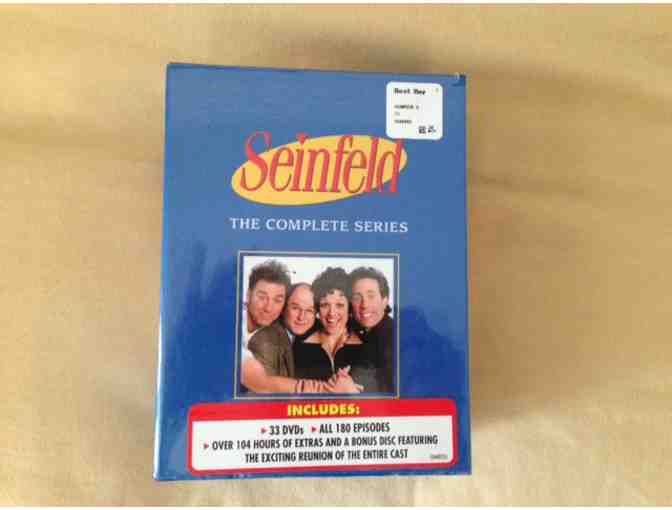 Best Buy
Seinfeld
THE COMPLETE SERIES
INCLUDES:
▸ 33 DVDs ▸ ALL 180 EPISODES
▸ OVER 104 HOURS OF EXTRAS AND A BONUS DISC FEATURING
THE EXCITING REUNION OF THE ENTIRE CAST